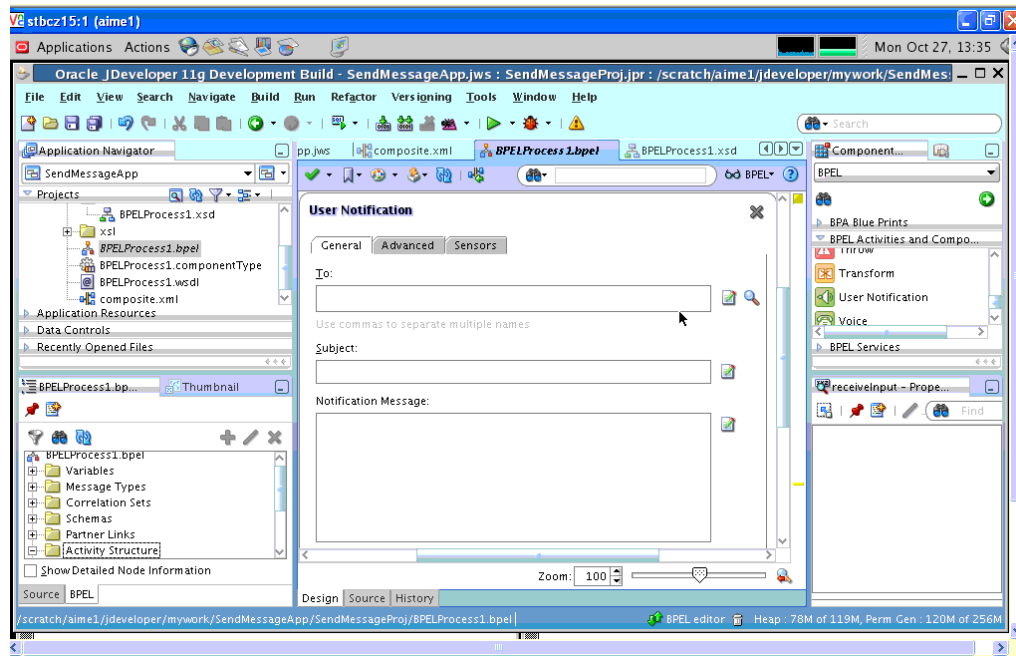 stbcz15:1 (aime1)
Applications Actions Mon Oct 27, 13:35
Oracle JDeveloper 11g Development Build - SendMessageApp.jws : SendMessageProj.jpr : /scratch/aime1/jdeveloper/mywork/SendMes
File Edit View Search Navigate Build Run Refactor Versioning Tools Window Help
Search
Application Navigator
SendMessageApp
Projects
BPELProcess1.xsd
xsl
BPELProcess1.bpel
BPELProcess1.componentType
BPELProcess1.wsdl
composite.xml
Application Resources
Data Controls
Recently Opened Files
BPELProcess1.bp... Thumbnail
BPELProcess1.bpel
Variables
Message Types
Correlation Sets
Schemas
Partner Links
Activity Structure
Show Detailed Node Information
Source BPEL
pp.jws composite.xml BPELProcess1.bpel BPELProcess1.xsd
BPEL
User Notification
General Advanced Sensors
To:
Use commas to separate multiple names
Subject:
Notification Message:
Zoom: 100
Design Source History
Component...
BPEL
BPA Blue Prints
BPEL Activities and Compo...
Throw
Transform
User Notification
Voice
BPEL Services
receiveInput - Prope...
Find
/scratch/aime1/jdeveloper/mywork/SendMessageApp/SendMessageProj/BPELProcess1.bpel BPEL editor Heap : 78M of 119M, Perm Gen : 120M of 256M